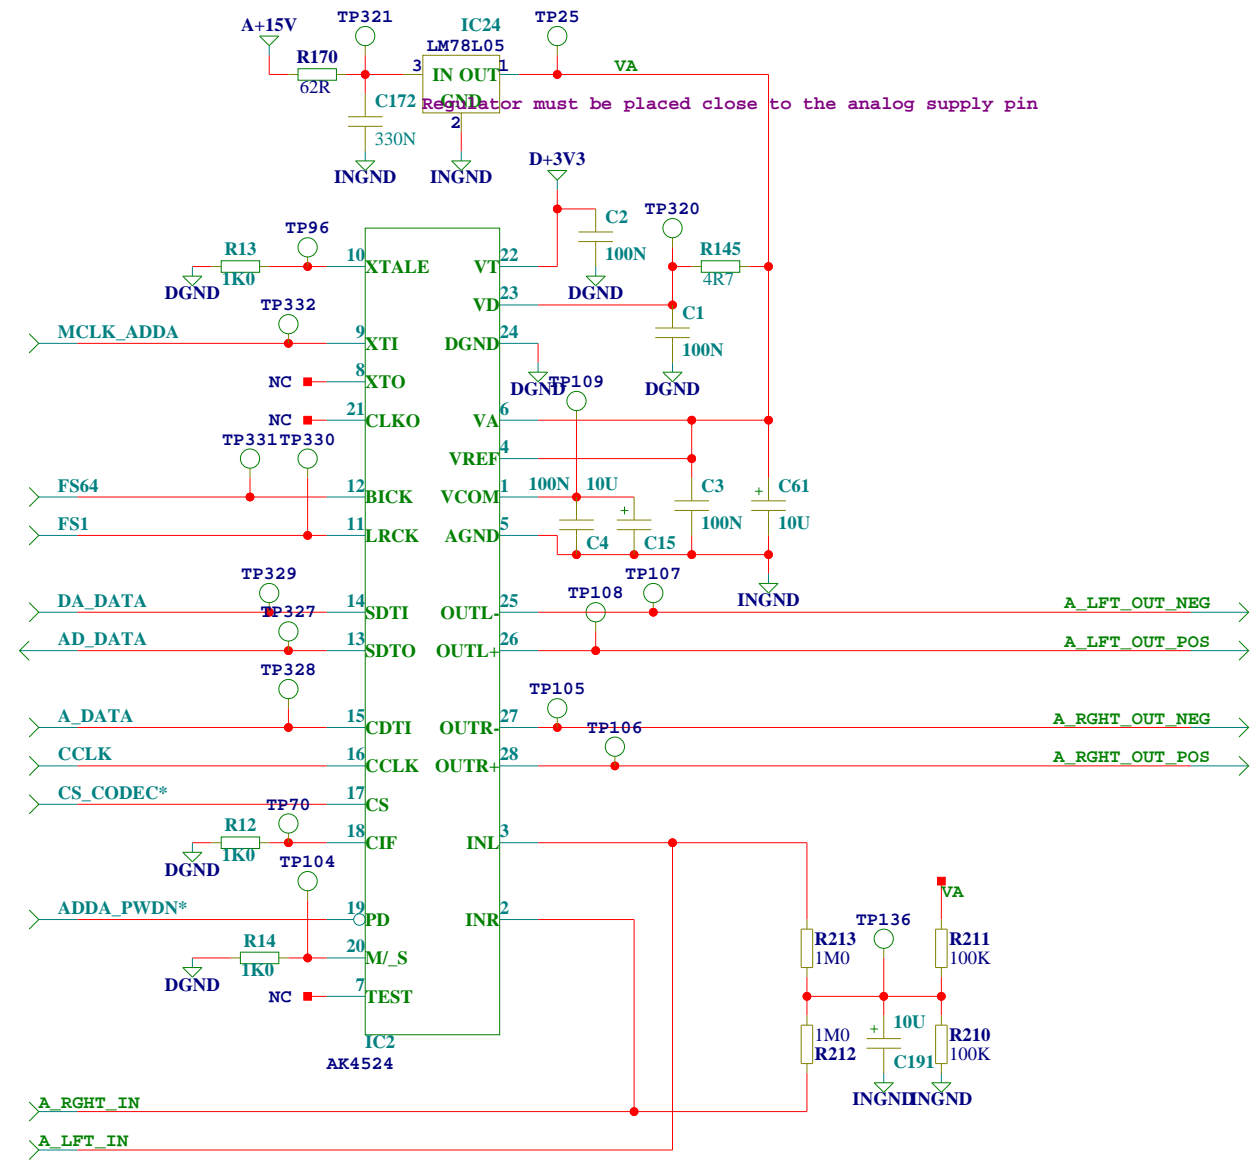 TP321
TP25
A+15V
IC24
LM78L05
R170
62R
3
IN OUT
1
VA
C172
GND
Regulator must be placed close to the analog supply pin
2
330N
INGND
INGND
D+3V3
TP96
C2
TP320
R13
10
XTALE
VT
22
100N
R145
1K0
4R7
DGND
DGND
TP332
VD
23
C1
MCLK_ADDA
9
XTI
DGND
24
100N
NC
8
XTO
DGND
TP109
DGND
NC
21
CLKO
VA
6
TP331
TP330
VREF
4
FS64
12
BICK
VCOM
1
100N
10U
C3
C61
FS1
11
LRCK
AGND
5
C4
C15
100N
10U
TP329
TP107
TP108
INGND
DA_DATA
TP327
14
SDTI
OUTL-
25
A_LFT_OUT_NEG
AD_DATA
13
SDTO
OUTL+
26
A_LFT_OUT_POS
TP328
TP105
A_DATA
15
CDTI
OUTR-
27
TP106
A_RGHT_OUT_NEG
CCLK
16
CCLK
OUTR+
28
A_RGHT_OUT_POS
CS_CODEC*
17
CS
TP70
R12
18
CIF
INL
3
1K0
DGND
TP104
VA
ADDA_PWDN*
19
PD
INR
2
TP136
R14
20
M/_S
R213
R211
1K0
1M0
100K
DGND
NC
7
TEST
10U
1M0
R210
IC2
R212
C191
100K
AK4524
INGND
INGND
A_RGHT_IN
A_LFT_IN